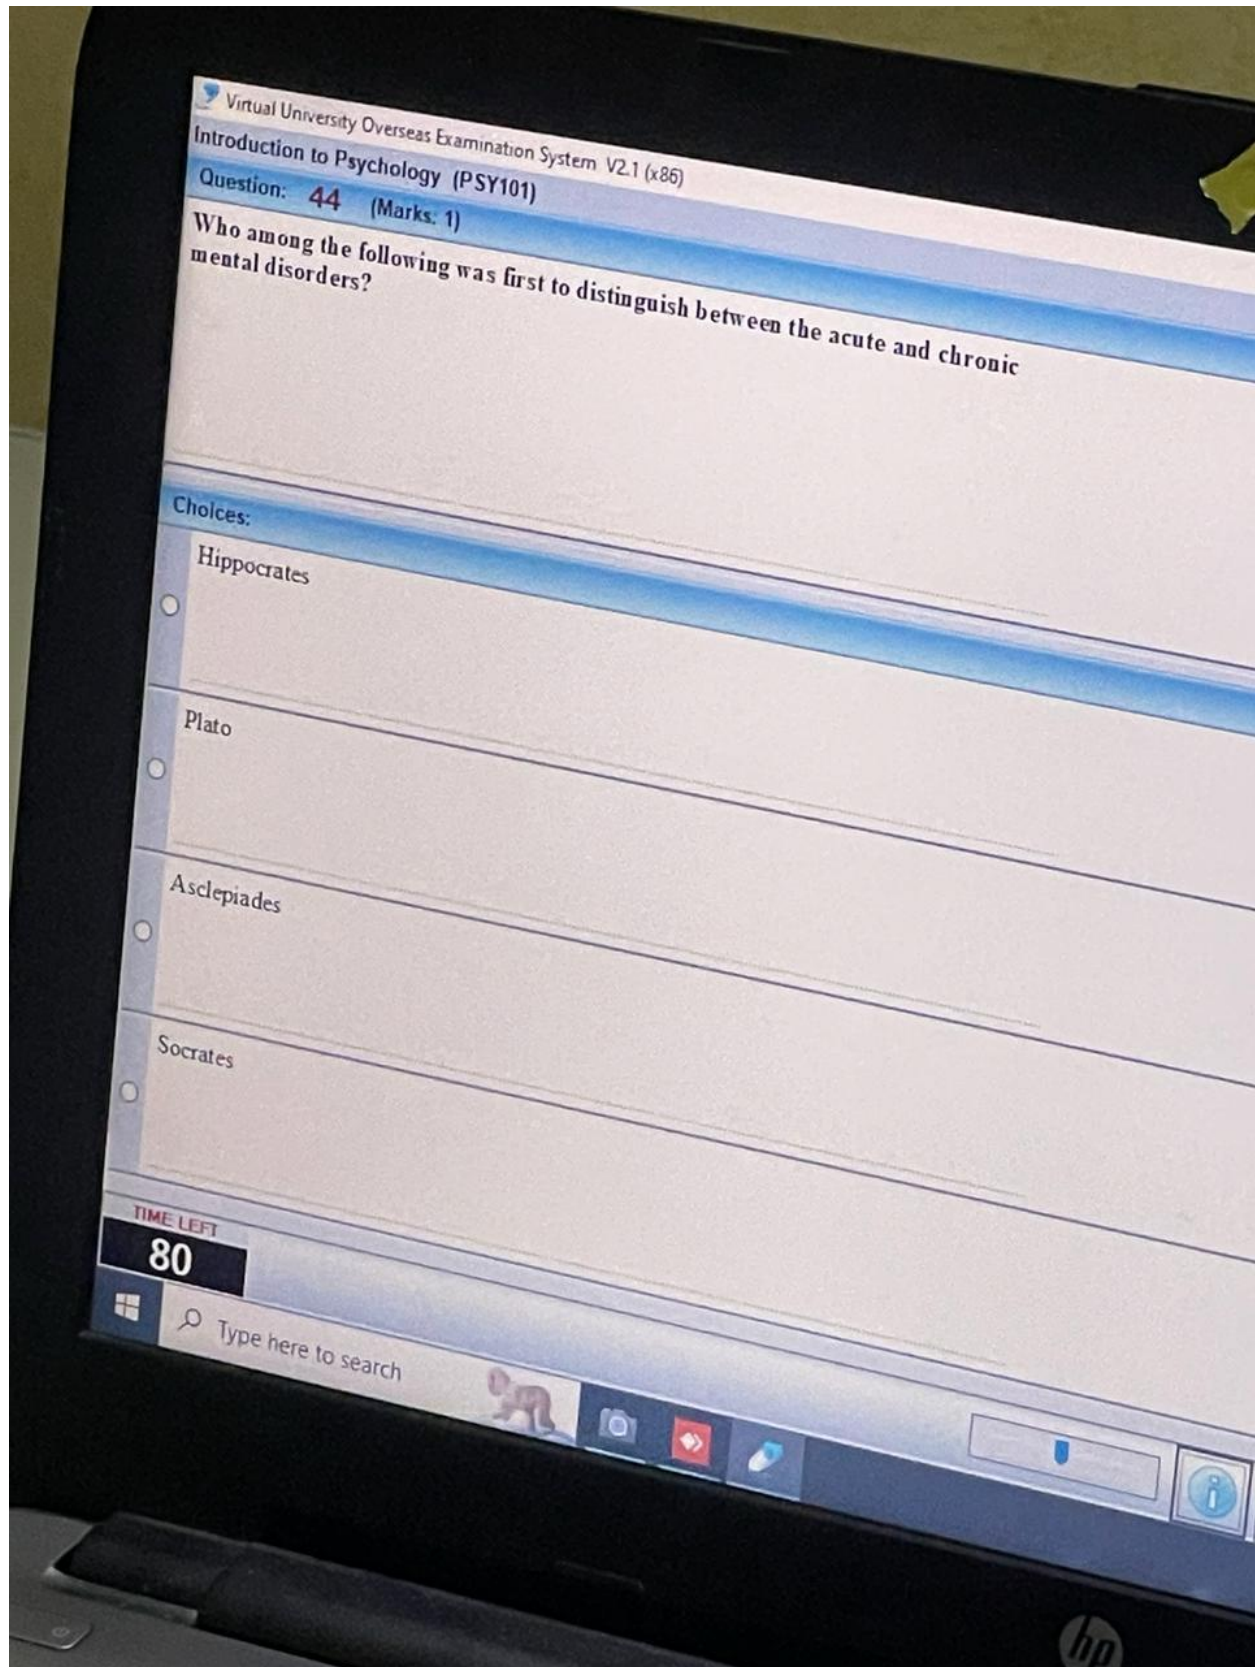 Virtual University Overseas Examination System V2.1 (x86)
Introduction to Psychology (PSY101)
Question: 44 (Marks: 1)
Who among the following was first to distinguish between the acute and chronic
mental disorders?
Choices:
Hippocrates
Plato
Asclepiades
Socrates
TIME LEFT
80
Type here to search
hp